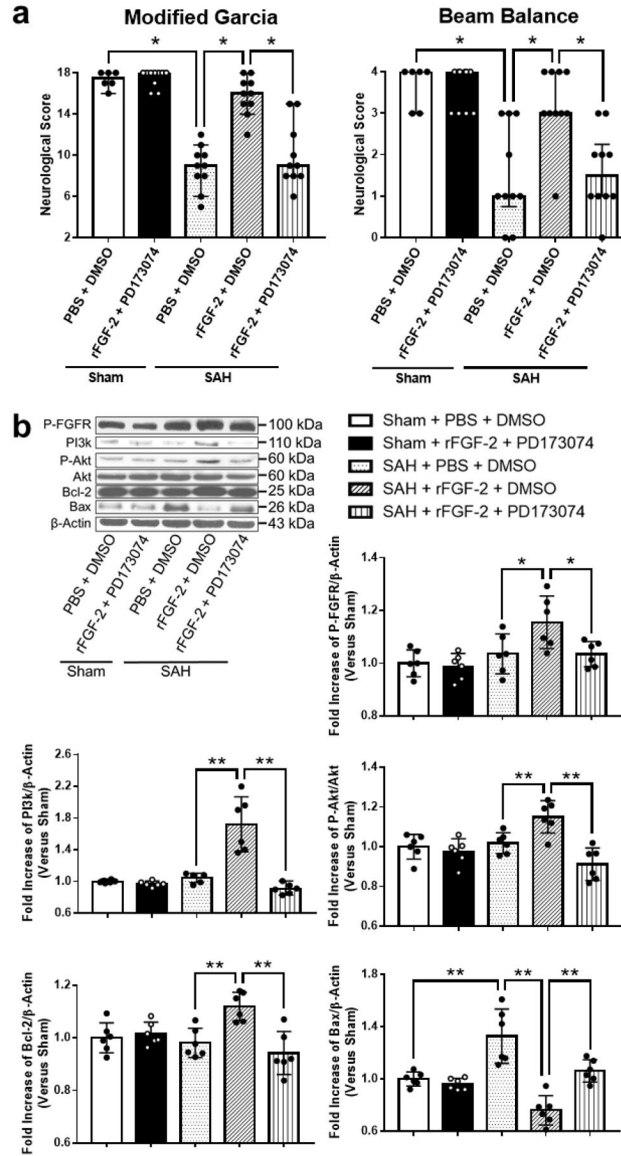 a
Modified Garcia
Beam Balance
* * *
* * *
Neurological Score
18
14
10
6
2
PBS + DMSO
rFGF-2 + PD173074
PBS + DMSO
rFGF-2 + DMSO
rFGF-2 + PD173074
Sham
SAH
Neurological Score
4
3
2
1
0
PBS + DMSO
rFGF-2 + PD173074
PBS + DMSO
rFGF-2 + DMSO
rFGF-2 + PD173074
Sham
SAH
b
P-FGFR 100 kDa
PI3k 110 kDa
P-Akt 60 kDa
Akt 60 kDa
Bcl-2 25 kDa
Bax 26 kDa
β-Actin 43 kDa
PBS + DMSO
rFGF-2 + PD173074
PBS + DMSO
rFGF-2 + DMSO
rFGF-2 + PD173074
Sham
SAH
Sham + PBS + DMSO
Sham + rFGF-2 + PD173074
SAH + PBS + DMSO
SAH + rFGF-2 + DMSO
SAH + rFGF-2 + PD173074
Fold Increase of P-FGFR/β-Actin
(Versus Sham)
1.4
1.2
1.0
0.8
* *
Fold Increase of PI3k/β-Actin
(Versus Sham)
2.6
2.2
1.8
1.4
1.0
0.6
** **
Fold Increase of P-Akt/Akt
(Versus Sham)
1.4
1.2
1.0
0.8
0.6
** **
Fold Increase of Bcl-2/β-Actin
(Versus Sham)
1.2
1.0
0.8
0.6
** **
Fold Increase of Bax/β-Actin
(Versus Sham)
1.8
1.4
1.0
0.6
** ** **